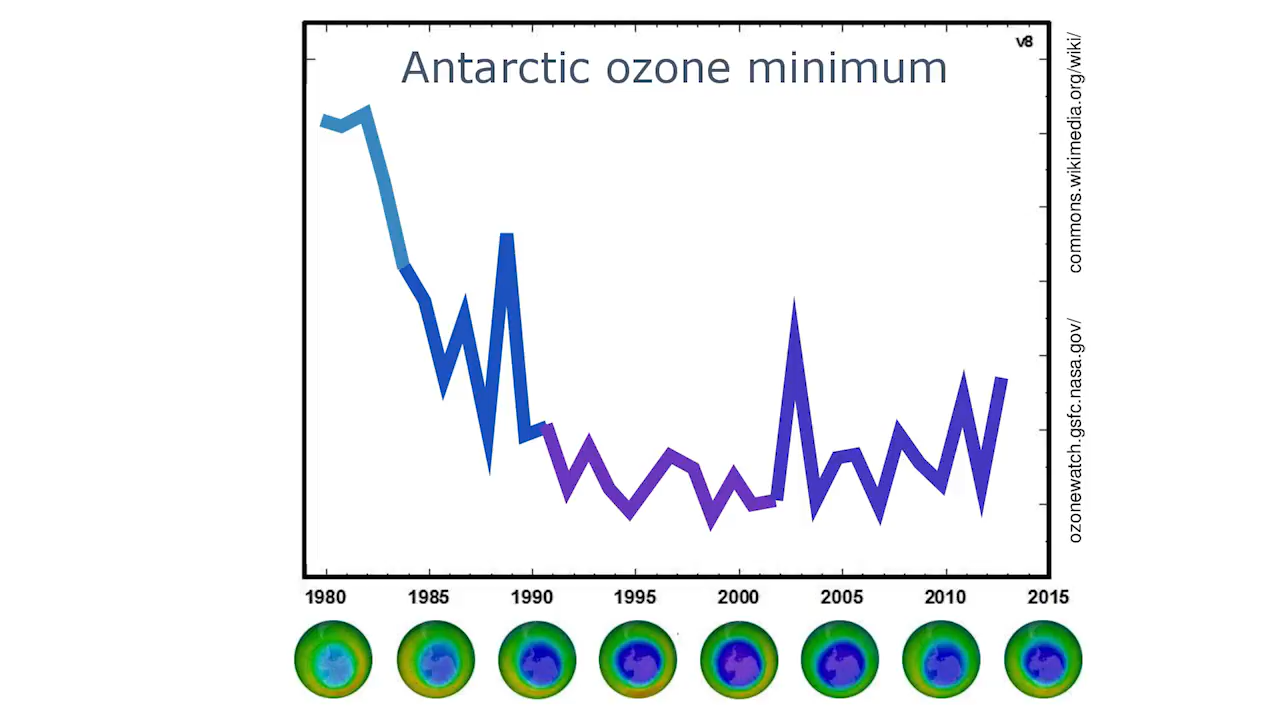 v8
Antarctic ozone minimum
commons.wikimedia.org/wiki/
ozonewatch.gsfc.nasa.gov/
1980 1985 1990 1995 2000 2005 2010 2015